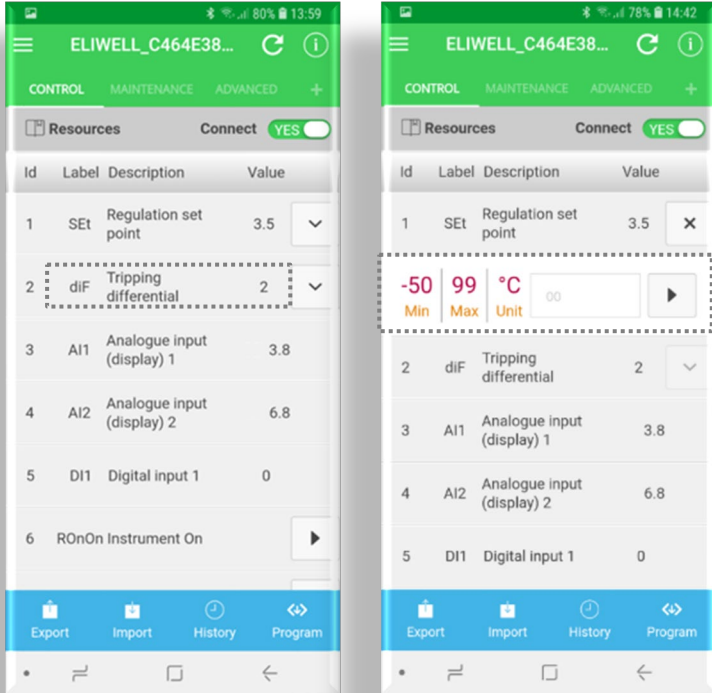 80% 13:59
ELIWELL_C464E38...
CONTROL MAINTENANCE ADVANCED +
Resources Connect YES
Id Label Description Value
1 SEt Regulation set
point 3.5
2 diF Tripping
differential 2
3 AI1 Analogue input
(display) 1 3.8
4 AI2 Analogue input
(display) 2 6.8
5 DI1 Digital input 1 0
6 ROnOn Instrument On
Export Import History Program
78% 14:42
ELIWELL_C464E38...
CONTROL MAINTENANCE ADVANCED +
Resources Connect YES
Id Label Description Value
1 SEt Regulation set
point 3.5
-50 99 °C 00
Min Max Unit
2 diF Tripping
differential 2
3 AI1 Analogue input
(display) 1 3.8
4 AI2 Analogue input
(display) 2 6.8
5 DI1 Digital input 1 0
Export Import History Program